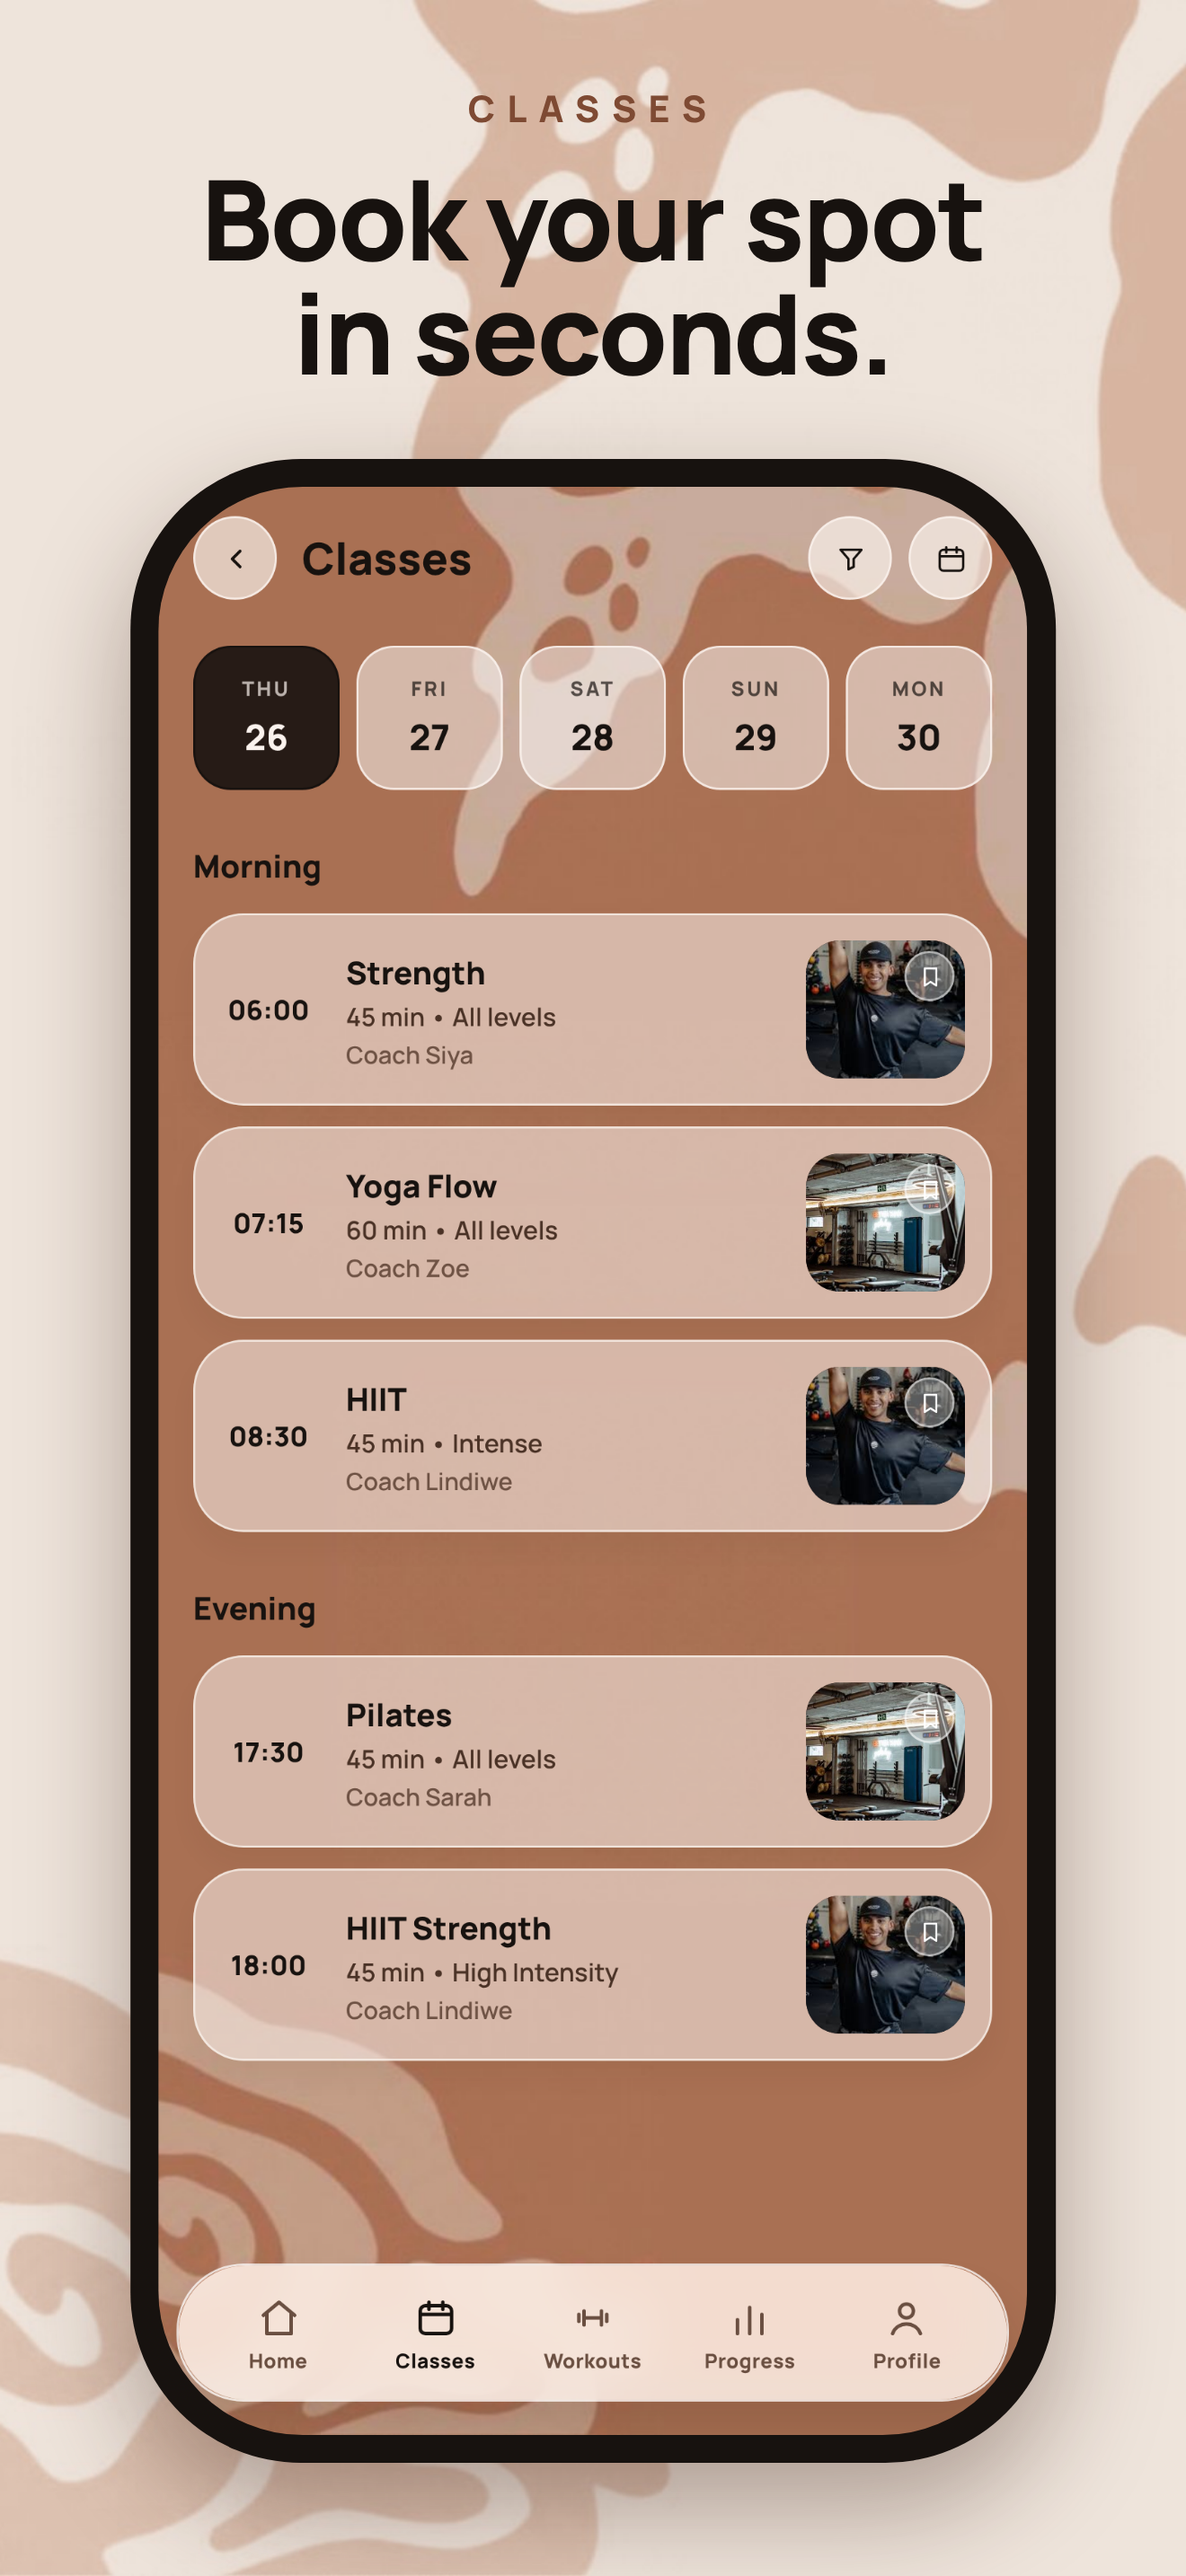 CLASSES
Book your spot
in seconds.
Classes
THU
26
FRI
27
SAT
28
SUN
29
MON
30
Morning
06:00
Strength
45 min • All levels
Coach Siya
07:15
Yoga Flow
60 min • All levels
Coach Zoe
08:30
HIIT
45 min • Intense
Coach Lindiwe
Evening
17:30
Pilates
45 min • All levels
Coach Sarah
18:00
HIIT Strength
45 min • High Intensity
Coach Lindiwe
Home
Classes
Workouts
Progress
Profile